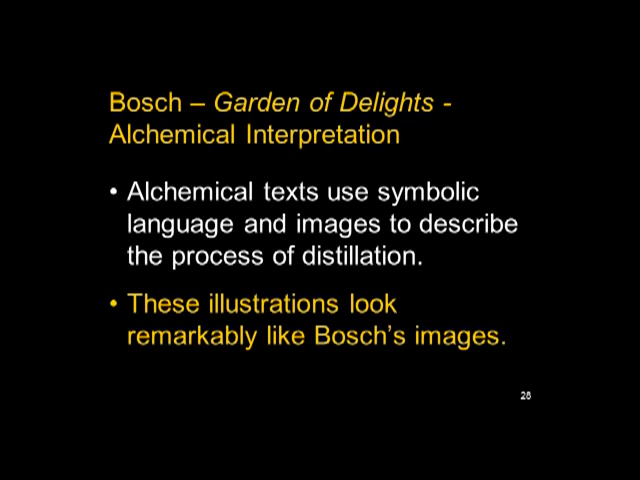 Bosch – Garden of Delights -
Alchemical Interpretation
• Alchemical texts use symbolic
language and images to describe
the process of distillation.
• These illustrations look
remarkably like Bosch’s images.
28